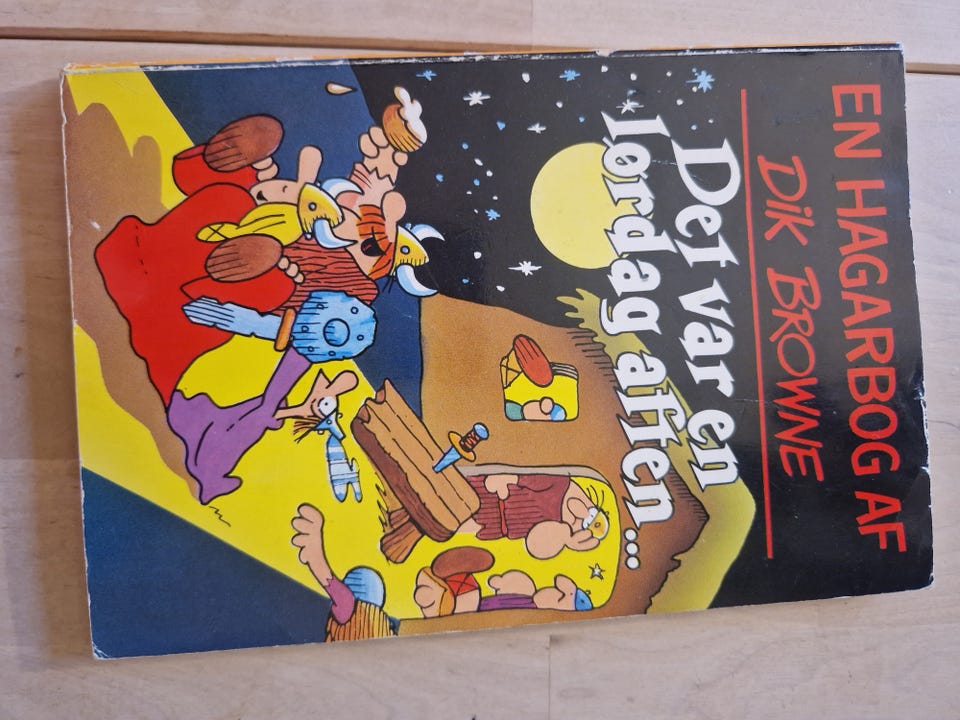 EN HAGARBOG AF
DIK BROWNE
Det var en
lørdag aften...